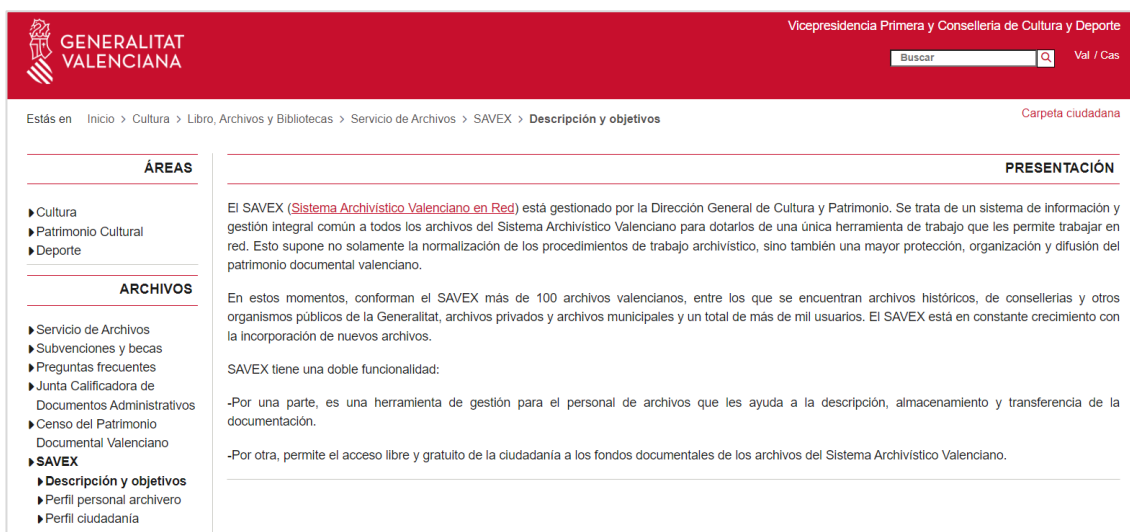 GENERALITAT
VALENCIANA
Vicepresidencia Primera y Conselleria de Cultura y Deporte
Buscar
Val / Cas
Estás en Inicio > Cultura > Libro, Archivos y Bibliotecas > Servicio de Archivos > SAVEX > Descripción y objetivos
Carpeta ciudadana
ÁREAS
Cultura
Patrimonio Cultural
Deporte
ARCHIVOS
Servicio de Archivos
Subvenciones y becas
Preguntas frecuentes
Junta Calificadora de
Documentos Administrativos
Censo del Patrimonio
Documental Valenciano
SAVEX
Descripción y objetivos
Perfil personal archivero
Perfil ciudadanía
PRESENTACIÓN
El SAVEX (Sistema Archivístico Valenciano en Red) está gestionado por la Dirección General de Cultura y Patrimonio. Se trata de un sistema de información y
gestión integral común a todos los archivos del Sistema Archivístico Valenciano para dotarlos de una única herramienta de trabajo que les permite trabajar en
red. Esto supone no solamente la normalización de los procedimientos de trabajo archivístico, sino también una mayor protección, organización y difusión del
patrimonio documental valenciano.
En estos momentos, conforman el SAVEX más de 100 archivos valencianos, entre los que se encuentran archivos históricos, de consellerias y otros
organismos públicos de la Generalitat, archivos privados y archivos municipales y un total de más de mil usuarios. El SAVEX está en constante crecimiento con
la incorporación de nuevos archivos.
SAVEX tiene una doble funcionalidad:
-Por una parte, es una herramienta de gestión para el personal de archivos que les ayuda a la descripción, almacenamiento y transferencia de la
documentación.
-Por otra, permite el acceso libre y gratuito de la ciudadanía a los fondos documentales de los archivos del Sistema Archivístico Valenciano.